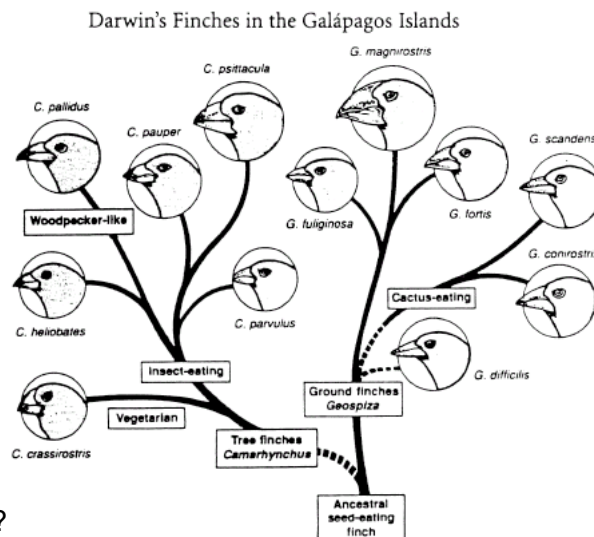 Darwin's Finches in the Galápagos Islands
G. magnirostris
C. psittacula
C. pallidus
C. pauper
G. scandens
Woodpecker-like
G. fuliginosa
G. fortis
G. conirostris
Cactus-eating
C. heliobates
C. parvulus
Insect-eating
G. difficilis
Ground finches
Geospiza
Vegetarian
Tree finches
Camarhynchus
C. crassirostris
Ancestral
seed-eating
finch
?